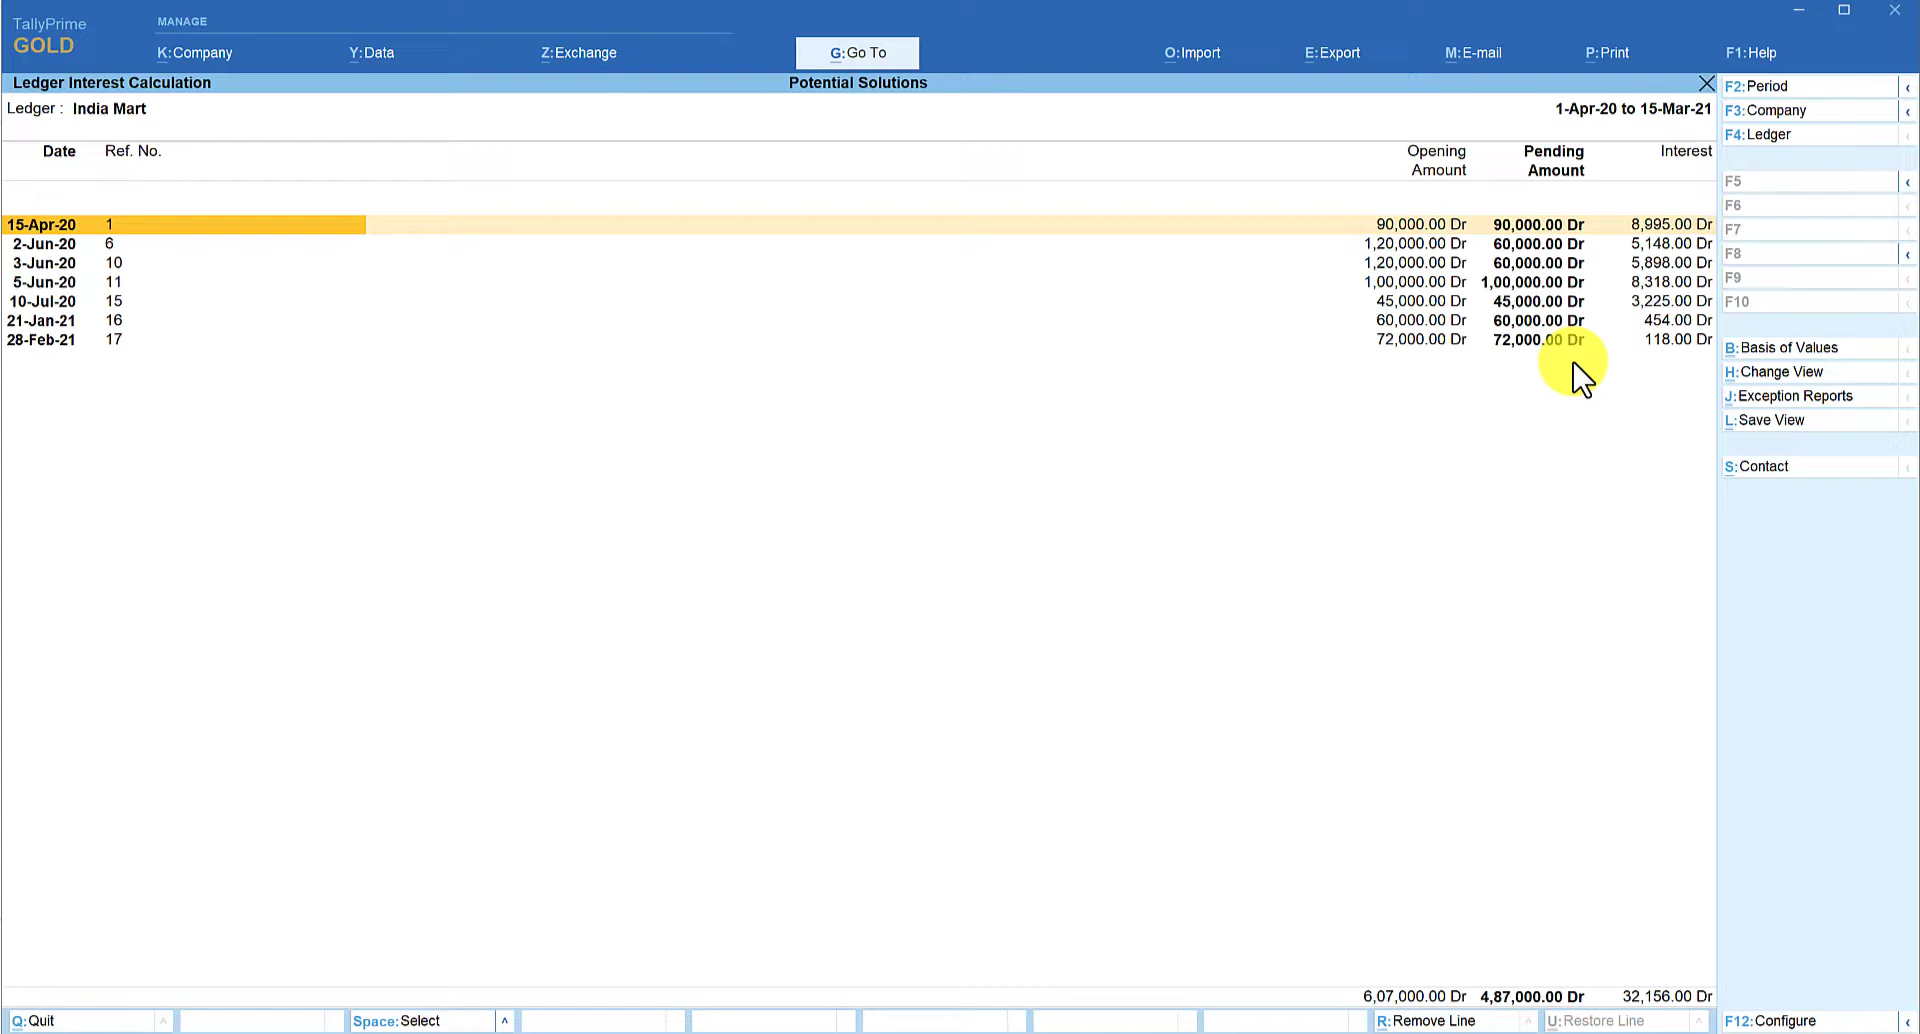 TallyPrime
GOLD
MANAGE
K:Company
Y:Data
Z:Exchange
G:Go To
O:Import
E:Export
M:E-mail
P:Print
F1:Help
Ledger Interest Calculation
Potential Solutions
Ledger : India Mart
1-Apr-20 to 15-Mar-21
Date Ref. No. Opening Amount Pending Amount Interest
15-Apr-20 1 90,000.00 Dr 90,000.00 Dr 8,995.00 Dr
2-Jun-20 6 1,20,000.00 Dr 60,000.00 Dr 5,148.00 Dr
3-Jun-20 10 1,20,000.00 Dr 60,000.00 Dr 5,898.00 Dr
5-Jun-20 11 1,00,000.00 Dr 1,00,000.00 Dr 8,318.00 Dr
10-Jul-20 15 45,000.00 Dr 45,000.00 Dr 3,225.00 Dr
21-Jan-21 16 60,000.00 Dr 60,000.00 Dr 454.00 Dr
28-Feb-21 17 72,000.00 Dr 72,000.00 Dr 118.00 Dr
6,07,000.00 Dr 4,87,000.00 Dr 32,156.00 Dr
F2:Period
F3:Company
F4:Ledger
F5
F6
F7
F8
F9
F10
B:Basis of Values
H:Change View
J:Exception Reports
L:Save View
S:Contact
Q:Quit
Space:Select
R:Remove Line
U:Restore Line
F12:Configure